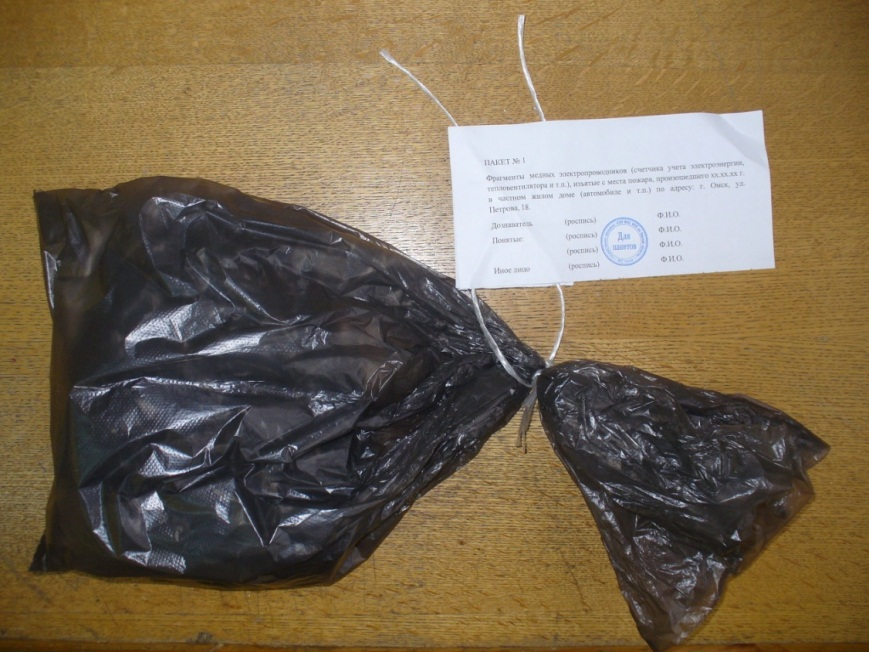 ПАКЕТ № 1
Фрагменты медных электропроводников (счетчика учета электроэнергии,
тепловентилятора и т.п.), изъятые с места пожара, произошедшего хх.хх.хх г.
в частном жилом доме (автомобиле и т.п.) по адресу: г. Омск, ул.
Петрова, 18.
Дознаватель (роспись) Ф.И.О.
Понятые: (роспись) Ф.И.О.
(роспись) Ф.И.О.
Иное лицо (роспись) Ф.И.О.
Для
пакетов